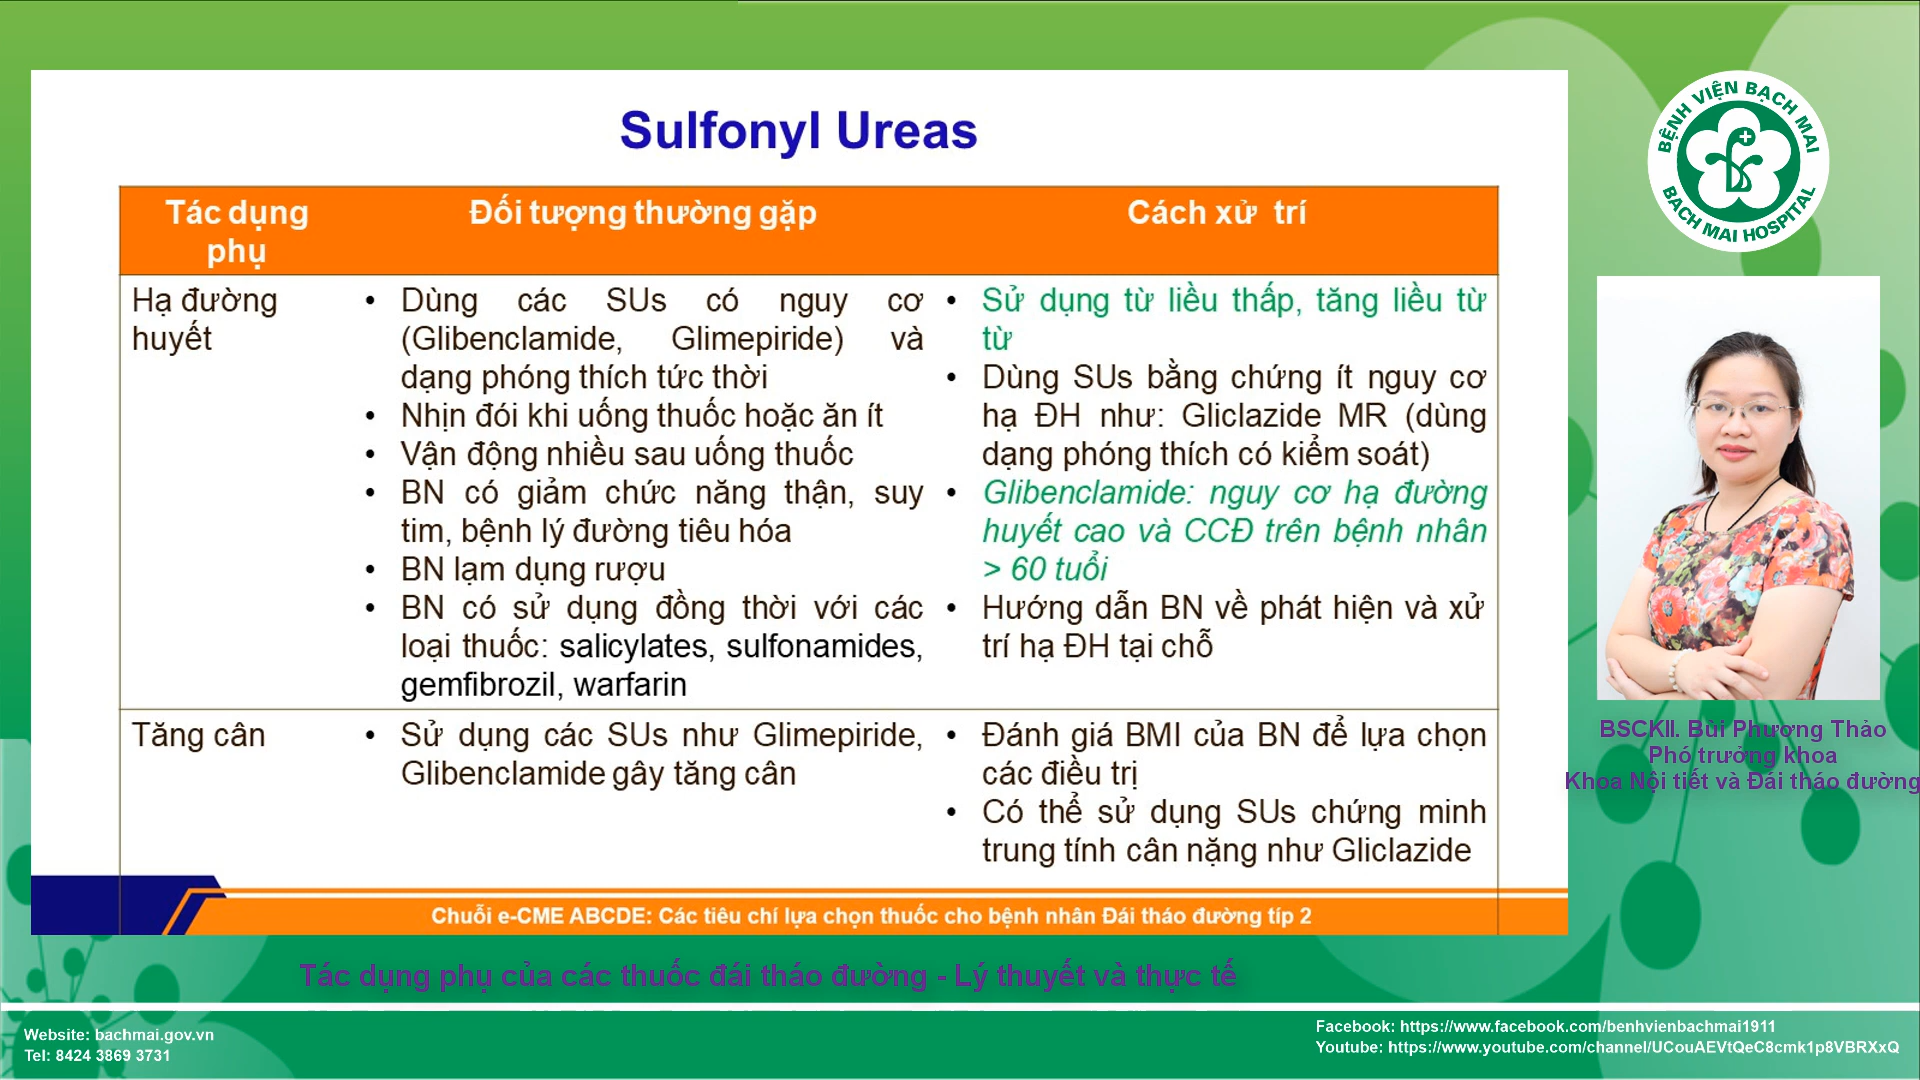 Sulfonyl Ureas
Tác dụng
phụ
Đối tượng thường gặp
Cách xử trí
Hạ đường
huyết
• Dùng các SUs có nguy cơ
(Glibenclamide, Glimepiride) và
dạng phóng thích tức thời
• Nhịn đói khi uống thuốc hoặc ăn ít
• Vận động nhiều sau uống thuốc
• BN có giảm chức năng thận, suy
tim, bệnh lý đường tiêu hóa
• BN lạm dụng rượu
• BN có sử dụng đồng thời với các
loại thuốc: salicylates, sulfonamides,
gemfibrozil, warfarin
• Sử dụng từ liều thấp, tăng liều từ
từ
• Dùng SUs bằng chứng ít nguy cơ
hạ ĐH như: Gliclazide MR (dùng
dạng phóng thích có kiểm soát)
• Glibenclamide: nguy cơ hạ đường
huyết cao và CCĐ trên bệnh nhân
> 60 tuổi
• Hướng dẫn BN về phát hiện và xử
trí hạ ĐH tại chỗ
Tăng cân
• Sử dụng các SUs như Glimepiride,
Glibenclamide gây tăng cân
• Đánh giá BMI của BN để lựa chọn
các điều trị
• Có thể sử dụng SUs chứng minh
trung tính cân nặng như Gliclazide
Chuỗi e-CME ABCDE: Các tiêu chí lựa chọn thuốc cho bệnh nhân Đái tháo đường típ 2
BỆNH VIỆN BẠCH MAI
BACH MAI HOSPITAL
BSCKII. Bùi Phương Thảo
Phó trưởng khoa
Khoa Nội tiết và Đái tháo đường
Tác dụng phụ của các thuốc đái tháo đường - Lý thuyết và thực tế
Website: bachmai.gov.vn
Tel: 8424 3869 3731
Facebook: https://www.facebook.com/benhvienbachmai1911
Youtube: https://www.youtube.com/channel/UCouAEVtQeC8cmk1p8VBRXxQ